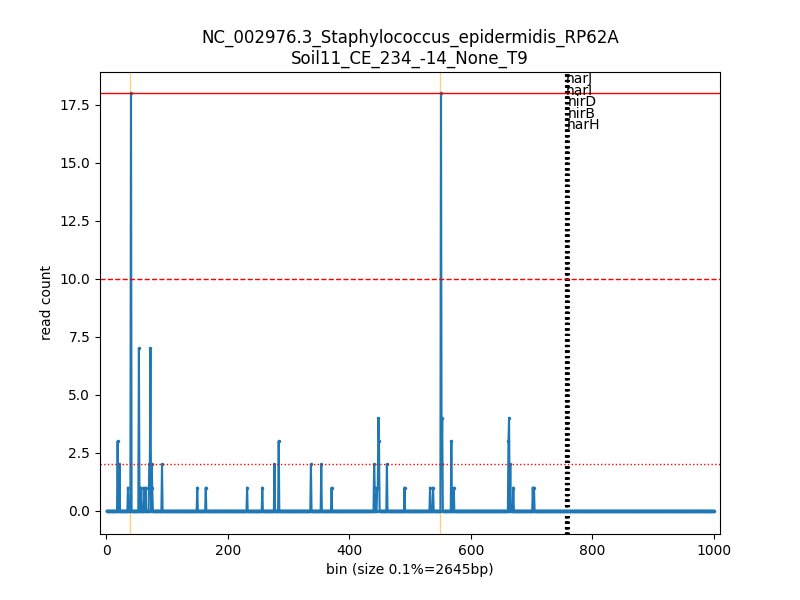 NC_002976.3_Staphylococcus_epidermidis_RP62A
Soil11_CE_234_-14_None_T9
narJ
narI
nirD
nirB
narH
17.5
15.0
12.5
10.0
7.5
5.0
2.5
0.0
read count
0 200 400 600 800 1000
bin (size 0.1%=2645bp)